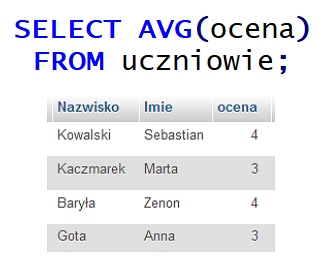 SELECT AVG(ocena)
FROM uczniowie;
Nazwisko Imie ocena
Kowalski Sebastian 4
Kaczmarek Marta 3
Baryła Zenon 4
Gota Anna 3